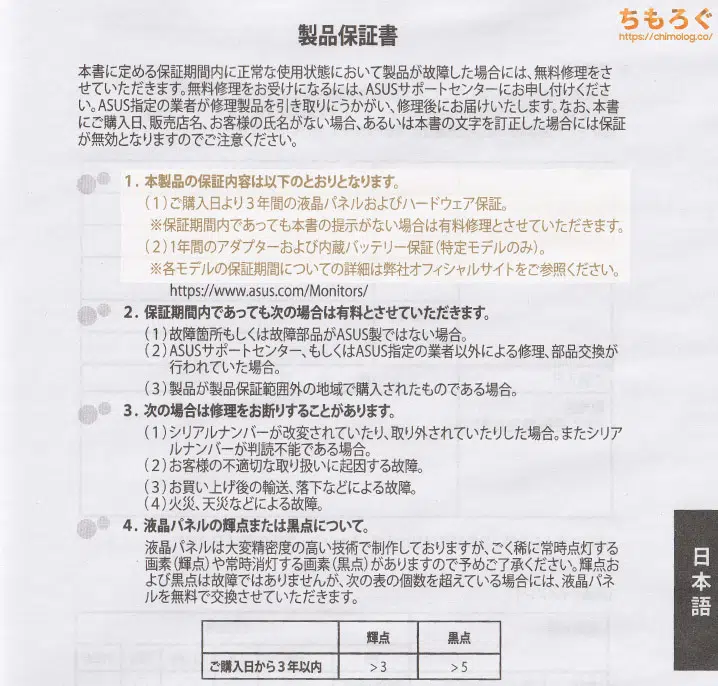 ちもろぐ
https://chimolog.co/
製品保証書
本書に定める保証期間内に正常な使用状態において製品が故障した場合には、無料修理をさ
せていただきます。無料修理をお受けになるには、ASUSサポートセンターにお申し付けくださ
い。ASUS指定の業者が修理製品を引き取りにうかがい、修理後にお届けいたします。なお、本書
にご購入日、販売店名、お客様の氏名がない場合、あるいは本書の文字を訂正した場合には保証
が無効となりますのでご注意ください。
1. 本製品の保証内容は以下のとおりとなります。
(1)ご購入日より3年間の液晶パネルおよびハードウェア保証。
※保証期間内であっても本書の提示がない場合は有料修理とさせていただきます。
(2)1年間のアダプターおよび内蔵バッテリー保証(特定モデルのみ)。
※各モデルの保証期間についての詳細は弊社オフィシャルサイトをご参照ください。
https://www.asus.com/Monitors/
2. 保証期間内であっても次の場合は有料とさせていただきます。
(1)故障箇所もしくは故障部品がASUS製ではない場合。
(2)ASUSサポートセンター、もしくはASUS指定の業者以外による修理、部品交換が
行われていた場合。
(3)製品が製品保証範囲外の地域で購入されたものである場合。
3. 次の場合は修理をお断りすることがあります。
(1)シリアルナンバーが改変されていたり、取り外されていたりした場合。またシリア
ルナンバーが判読不能である場合。
(2)お客様の不適切な取り扱いに起因する故障。
(3)お買い上げ後の輸送、落下などによる故障。
(4)火災、天災などによる故障。
4. 液晶パネルの輝点または黒点について。
液晶パネルは大変精密度の高い技術で制作しておりますが、ごく稀に常時点灯する
画素(輝点)や常時消灯する画素(黒点)がありますので予めご了承ください。輝点お
よび黒点は故障ではありませんが、次の表の個数を超えている場合には、液晶パネ
ルを無料で交換させていただきます。
日本語
輝点 黒点
ご購入日から3年以内 >3 >5